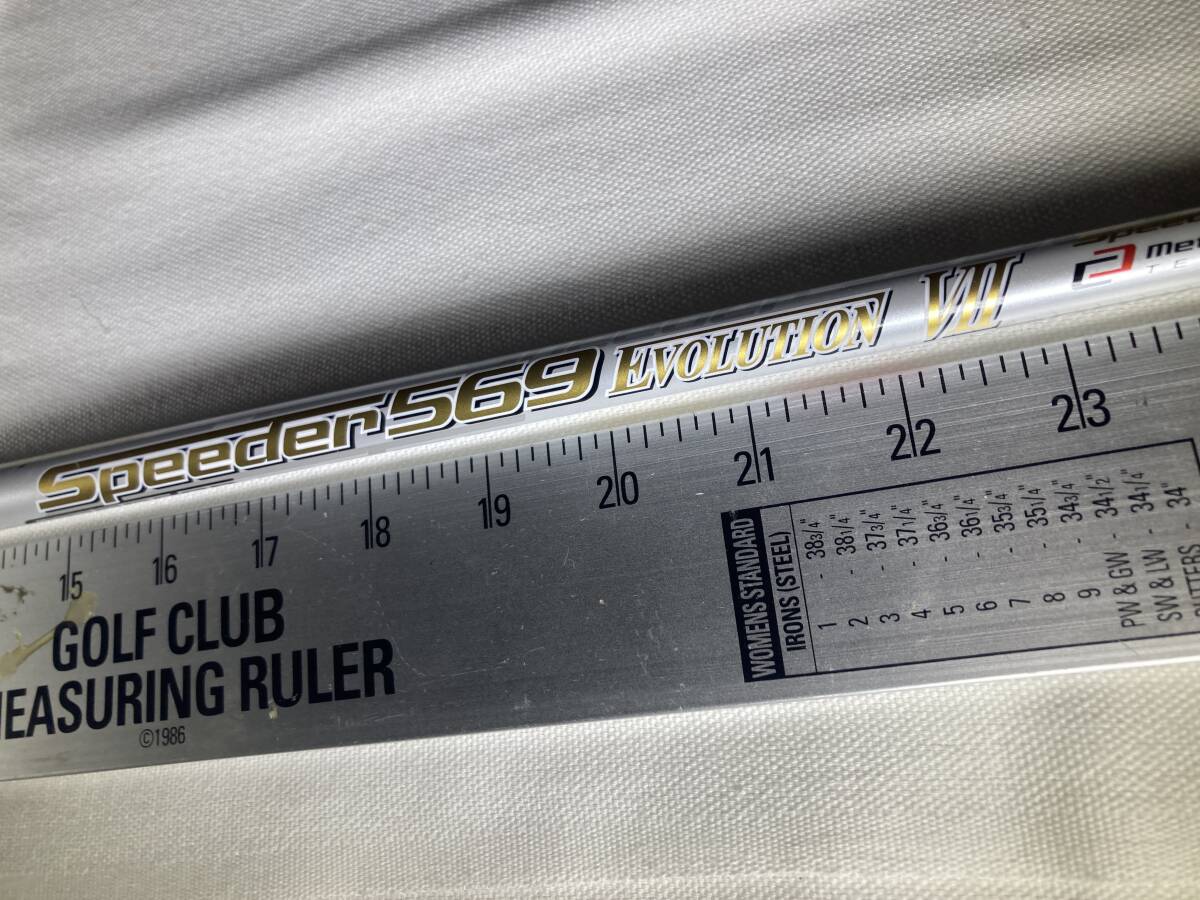 Speeder 569 EVOLUTION VII
15 16 17 18 19 20 21 22 23
GOLF CLUB
MEASURING RULER
©1986
WOMENS STANDARD
IRONS (STEEL)
1 - 38 3/4"
2 - 38 1/4"
3 - 37 3/4"
4 - 37 1/4"
5 - 36 3/4"
6 - 36 1/4"
7 - 35 3/4"
8 - 35 1/4"
9 - 34 3/4"
PW & GW - 34 1/2"
SW & LW - 34 1/4"
PUTTERS - 34"